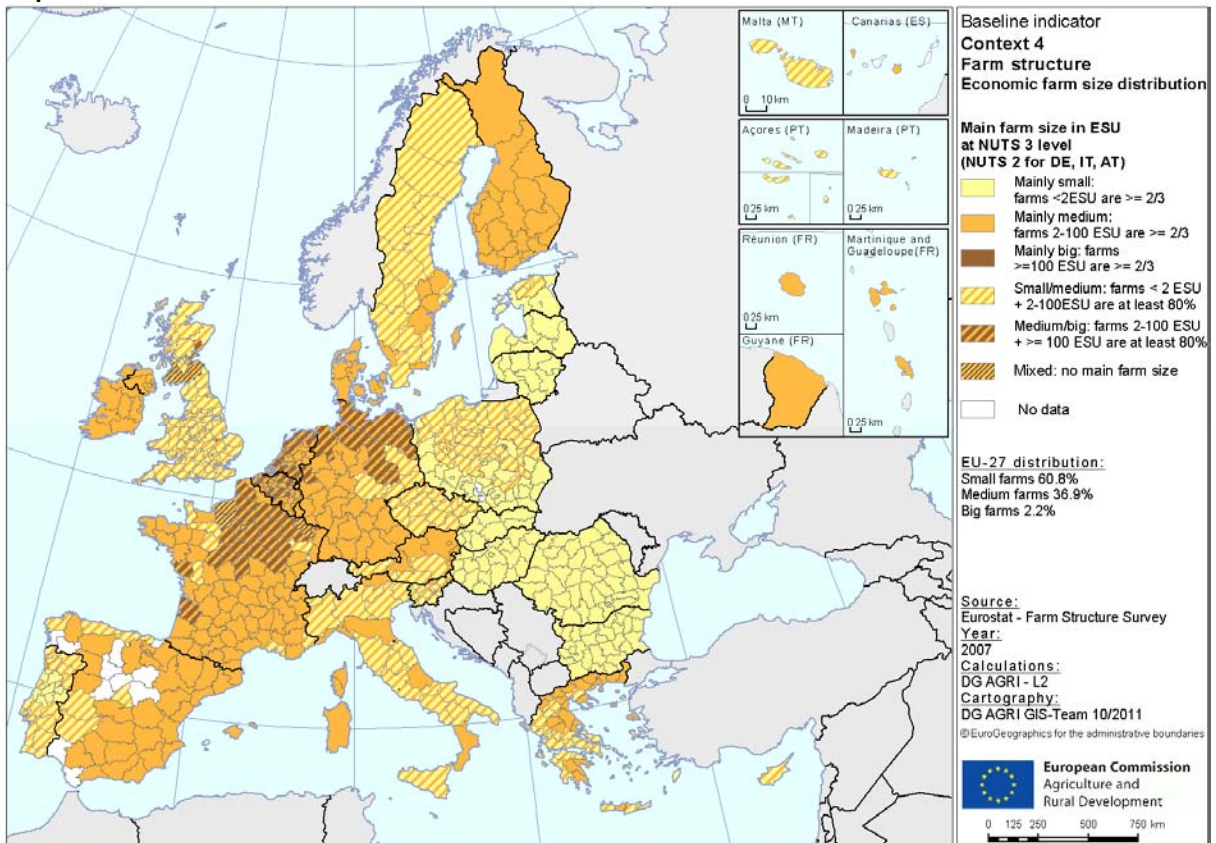 Malta (MT)
0 10 km
Canarias (ES)
Açores (PT)
0 25 km
Madeira (PT)
0 25 km
Réunion (FR)
0 25 km
Martinique and
Guadeloupe(FR)
0 25 km
Guyane (FR)
Baseline indicator
Context 4
Farm structure
Economic farm size distribution
Main farm size in ESU
at NUTS 3 level
(NUTS 2 for DE, IT, AT)
Mainly small:
farms <2ESU are >= 2/3
Mainly medium:
farms 2-100 ESU are >= 2/3
Mainly big: farms
>=100 ESU are >= 2/3
Small/medium: farms < 2 ESU
+ 2-100ESU are at least 80%
Medium/big: farms 2-100 ESU
+ >= 100 ESU are at least 80%
Mixed: no main farm size
No data
EU-27 distribution:
Small farms 60.8%
Medium farms 36.9%
Big farms 2.2%
Source:
Eurostat - Farm Structure Survey
Year:
2007
Calculations:
DG AGRI - L2
Cartography:
DG AGRI GIS-Team 10/2011
©EuroGeographics for the administrative boundaries
European Commission
Agriculture and
Rural Development
0 125 250 500 750 km